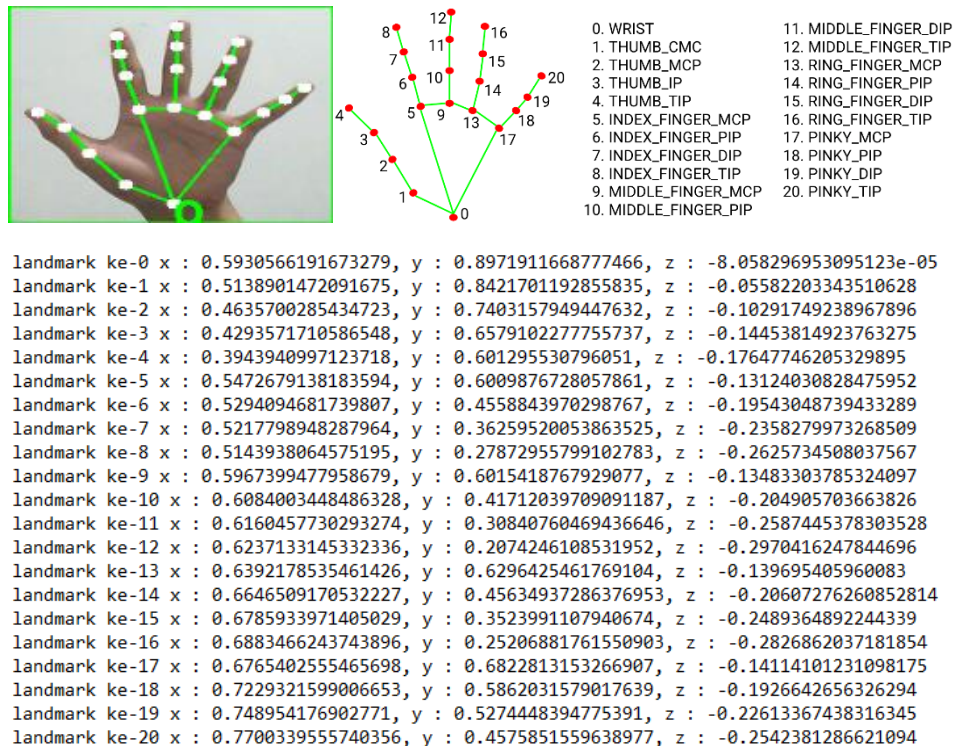 12
8
16
11
7
15
6
10
20
14
19
4
5
9
13
18
3
17
2
1
0
0. WRIST
1. THUMB_CMC
2. THUMB_MCP
3. THUMB_IP
4. THUMB_TIP
5. INDEX_FINGER_MCP
6. INDEX_FINGER_PIP
7. INDEX_FINGER_DIP
8. INDEX_FINGER_TIP
9. MIDDLE_FINGER_MCP
10. MIDDLE_FINGER_PIP
11. MIDDLE_FINGER_DIP
12. MIDDLE_FINGER_TIP
13. RING_FINGER_MCP
14. RING_FINGER_PIP
15. RING_FINGER_DIP
16. RING_FINGER_TIP
17. PINKY_MCP
18. PINKY_PIP
19. PINKY_DIP
20. PINKY_TIP
landmark ke-0 x : 0.5930566191673279, y : 0.8971911668777466, z : -8.058296953095123e-05
landmark ke-1 x : 0.5138901472091675, y : 0.8421701192855835, z : -0.05582203343510628
landmark ke-2 x : 0.4635700285434723, y : 0.7403157949447632, z : -0.10291749238967896
landmark ke-3 x : 0.4293571710586548, y : 0.6579102277755737, z : -0.14453814923763275
landmark ke-4 x : 0.3943940997123718, y : 0.601295530796051, z : -0.17647746205329895
landmark ke-5 x : 0.5472679138183594, y : 0.6009876728057861, z : -0.13124030828475952
landmark ke-6 x : 0.5294094681739807, y : 0.4558843970298767, z : -0.19543048739433289
landmark ke-7 x : 0.5217798948287964, y : 0.36259520053863525, z : -0.2358279973268509
landmark ke-8 x : 0.5143938064575195, y : 0.27872955799102783, z : -0.2625734508037567
landmark ke-9 x : 0.5967399477958679, y : 0.60154187679290​77, z : -0.13483303785324097
landmark ke-10 x : 0.6084003448486328, y : 0.41712039709091187, z : -0.204905703663826
landmark ke-11 x : 0.6160457730293274, y : 0.30840760469436646, z : -0.2587445378303528
landmark ke-12 x : 0.6237133145332336, y : 0.2074246108531952, z : -0.2970416247844696
landmark ke-13 x : 0.6392178535461426, y : 0.6296425461769104, z : -0.139695405960083
landmark ke-14 x : 0.6646509170532227, y : 0.45634937286376953, z : -0.20607276260852814
landmark ke-15 x : 0.6785933971405029, y : 0.3523991107940674, z : -0.2489364892244339
landmark ke-16 x : 0.6883466243743896, y : 0.25206881761550903, z : -0.2826862037181854
landmark ke-17 x : 0.6765402555465698, y : 0.6822813153266907, z : -0.14114101231098175
landmark ke-18 x : 0.7229321599006653, y : 0.5862031579017639, z : -0.1926642656326294
landmark ke-19 x : 0.748954176902771, y : 0.5274448394775391, z : -0.22613367438316345
landmark ke-20 x : 0.7700339555740356, y : 0.4575851559638977, z : -0.2542381286621094